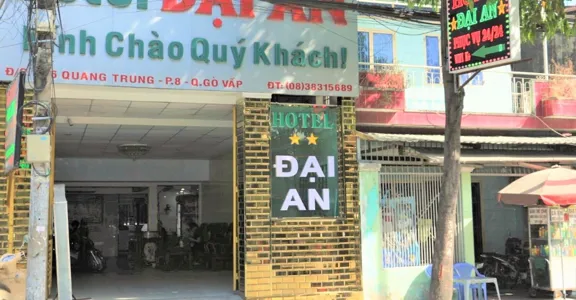 ĐẠI AN
Kính Chào Quý Khách!
QUANG TRUNG - P.8 - Q.GÒ VẤP ĐT:(08)38315689
HOTEL
ĐẠI
AN
ĐẠI AN
PHỤC VỤ 24/24